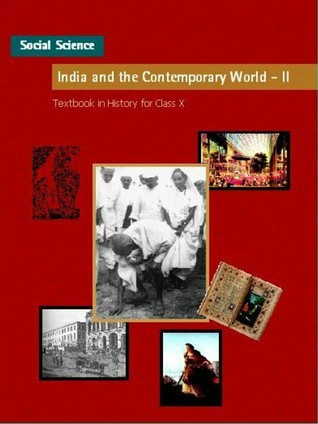 Social Science
India and the Contemporary World – II
Textbook in History for Class X